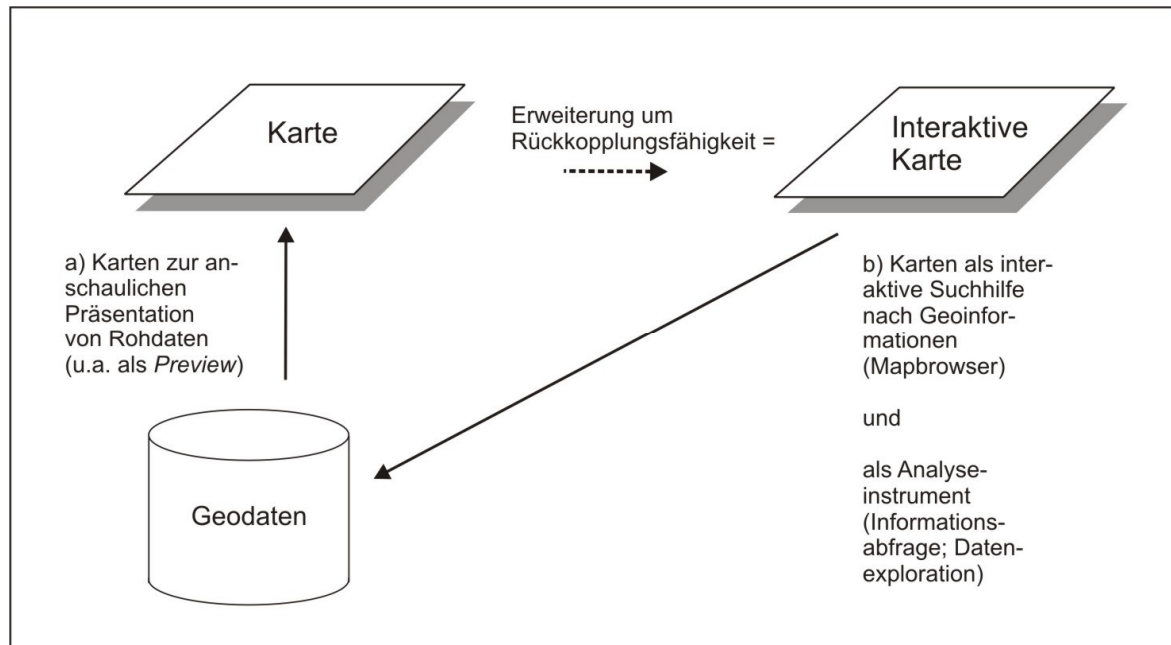 Karte
Erweiterung um
Rückkopplungsfähigkeit =
Interaktive
Karte
a) Karten zur an-
schaulichen
Präsentation
von Rohdaten
(u.a. als Preview)
b) Karten als inter-
aktive Suchhilfe
nach Geoinfor-
mationen
(Mapbrowser)
und
als Analyse-
instrument
(Informations-
abfrage; Daten-
exploration)
Geodaten